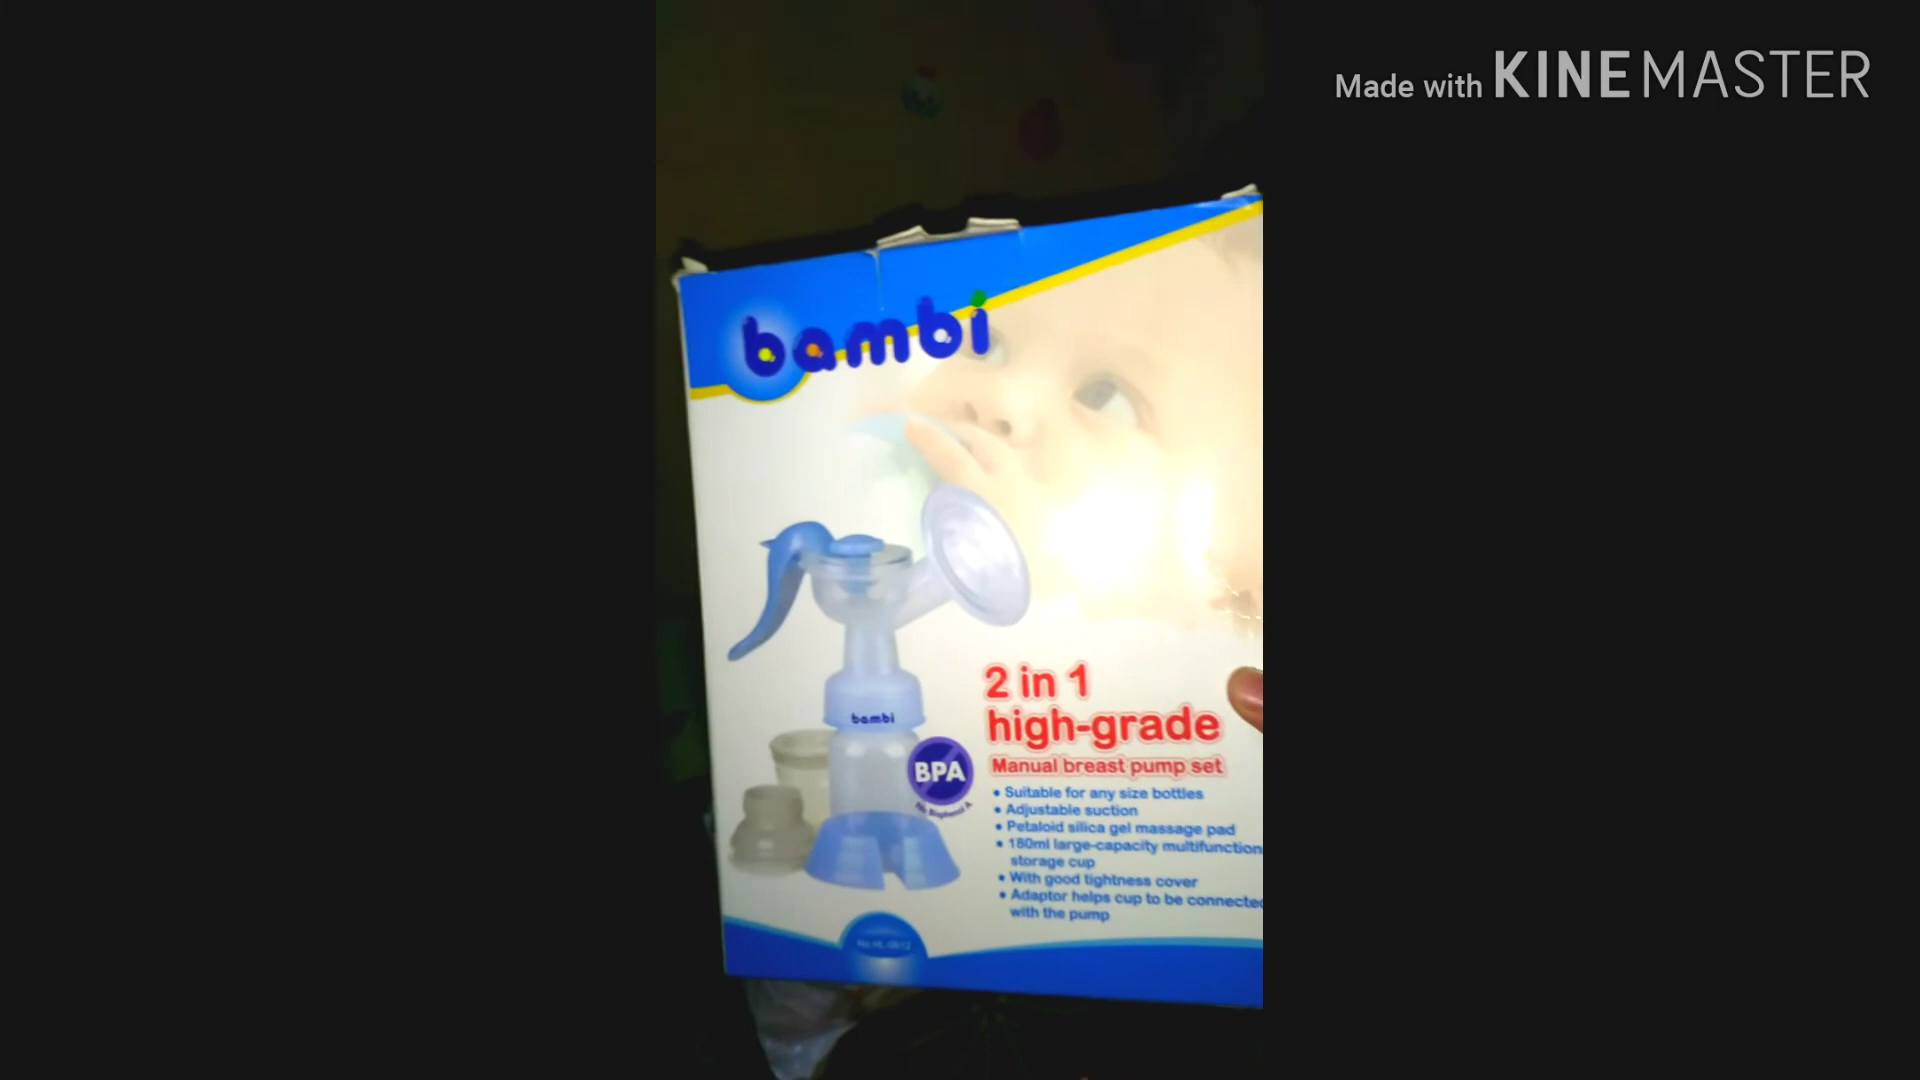 Made with KINEMASTER
bambi
bambi
BPA
No Bisphenol A
2 in 1
high-grade
Manual breast pump set
• Suitable for any size bottles
• Adjustable suction
• Petaloid silica gel massage pad
• 180ml large-capacity multifunction
storage cup
• With good tightness cover
• Adaptor helps cup to be connected
with the pump